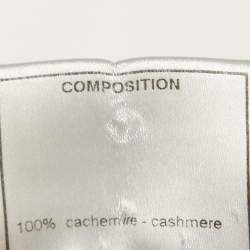 COMPOSITION
100% cachemire - cashmere